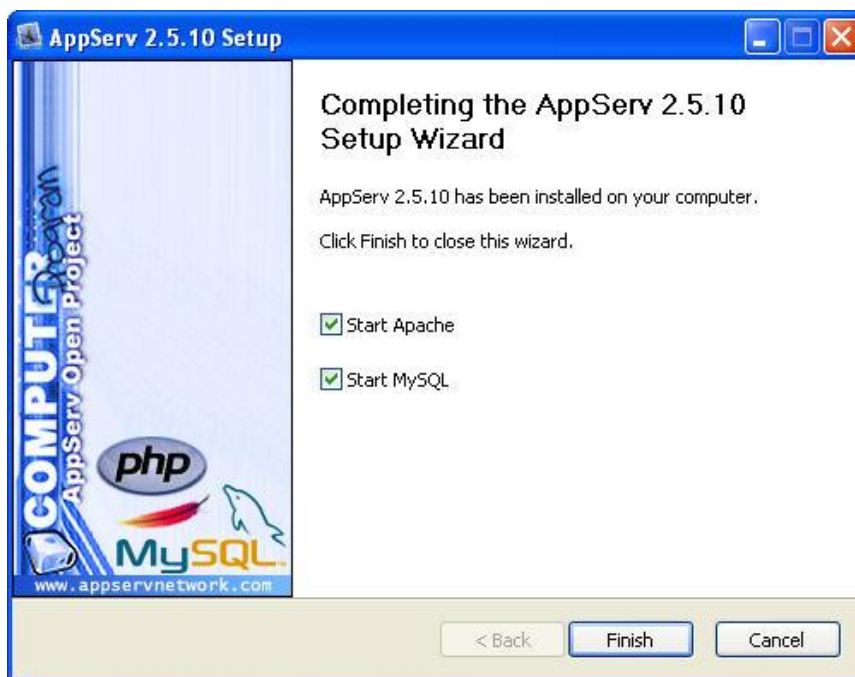 AppServ 2.5.10 Setup
Completing the AppServ 2.5.10
Setup Wizard
AppServ 2.5.10 has been installed on your computer.
Click Finish to close this wizard.
Start Apache
Start MySQL
COMPUTER
Program
AppServ Open Project
php
MySQL
www.appservnetwork.com
< Back
Finish
Cancel